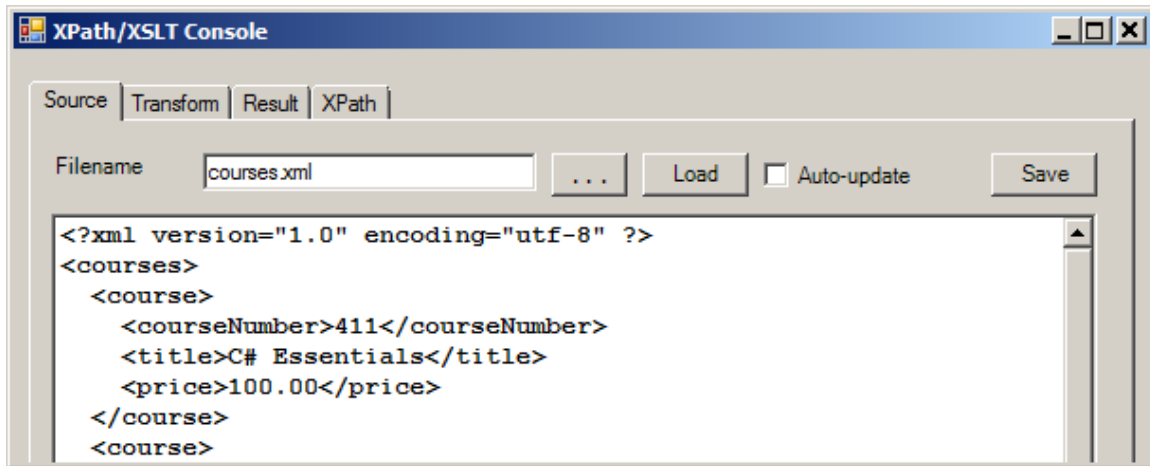 XPath/XSLT Console
Source Transform Result XPath
Filename courses.xml ... Load Auto-update Save
<?xml version="1.0" encoding="utf-8" ?>
<courses>
  <course>
    <courseNumber>411</courseNumber>
    <title>C# Essentials</title>
    <price>100.00</price>
  </course>
  <course>